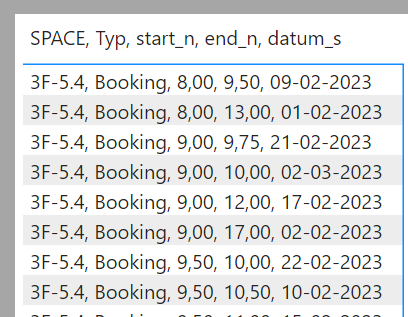 SPACE, Typ, start_n, end_n, datum_s
3F-5.4, Booking, 8,00, 9,50, 09-02-2023
3F-5.4, Booking, 8,00, 13,00, 01-02-2023
3F-5.4, Booking, 9,00, 9,75, 21-02-2023
3F-5.4, Booking, 9,00, 10,00, 02-03-2023
3F-5.4, Booking, 9,00, 12,00, 17-02-2023
3F-5.4, Booking, 9,00, 17,00, 02-02-2023
3F-5.4, Booking, 9,50, 10,00, 22-02-2023
3F-5.4, Booking, 9,50, 10,50, 10-02-2023